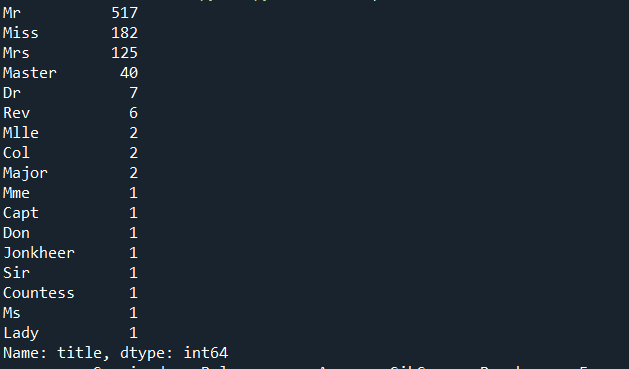 Mr 517
Miss 182
Mrs 125
Master 40
Dr 7
Rev 6
Mlle 2
Col 2
Major 2
Mme 1
Capt 1
Don 1
Jonkheer 1
Sir 1
Countess 1
Ms 1
Lady 1
Name: title, dtype: int64